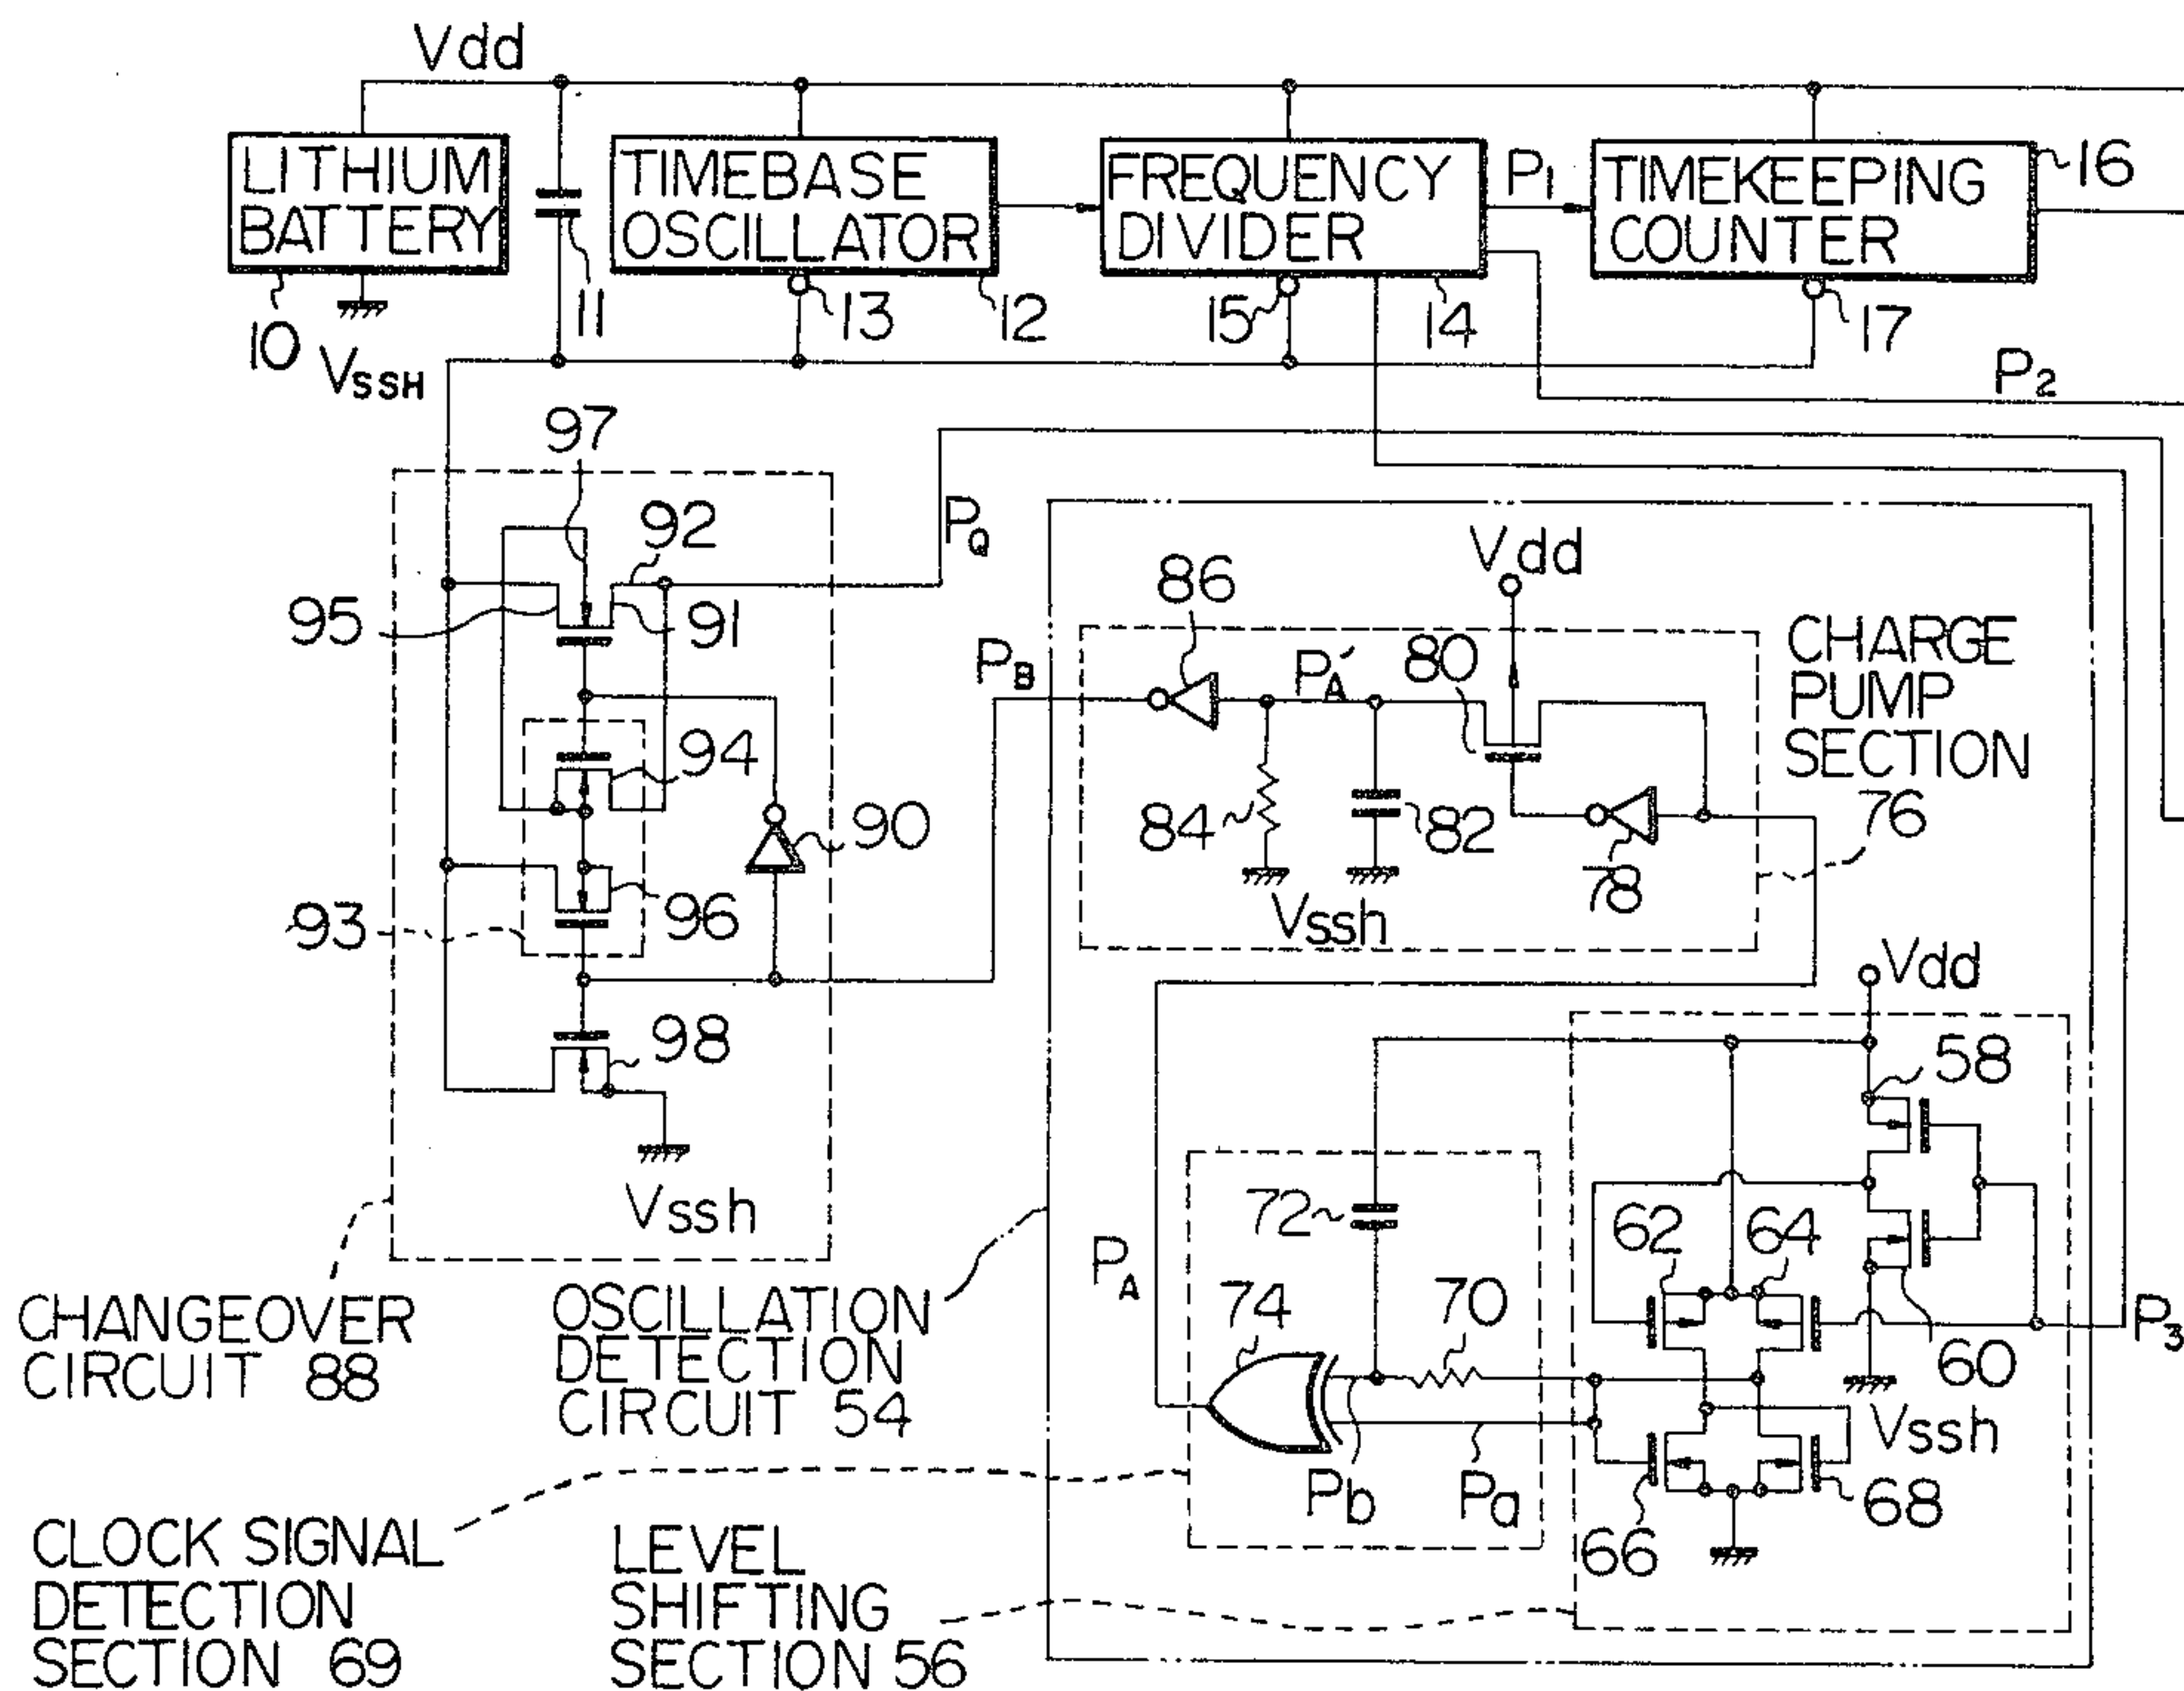 Vdd
LITHIUM
BATTERY
10
11
TIMEBASE
OSCILLATOR
13
12
FREQUENCY
DIVIDER
15
14
P1
TIMEKEEPING
COUNTER
16
17
VSSH
P2
97
92
95
91
PQ
94
90
93
96
98
Vssh
PB
86
PA'
80
Vdd
84
82
78
Vssh
CHARGE
PUMP
SECTION
76
Vdd
58
62
64
60
Vssh
P3
66
68
72
74
70
PA
Pb
Pa
CHANGEOVER
CIRCUIT 88
OSCILLATION
DETECTION
CIRCUIT 54
CLOCK SIGNAL
DETECTION
SECTION 69
LEVEL
SHIFTING
SECTION 56